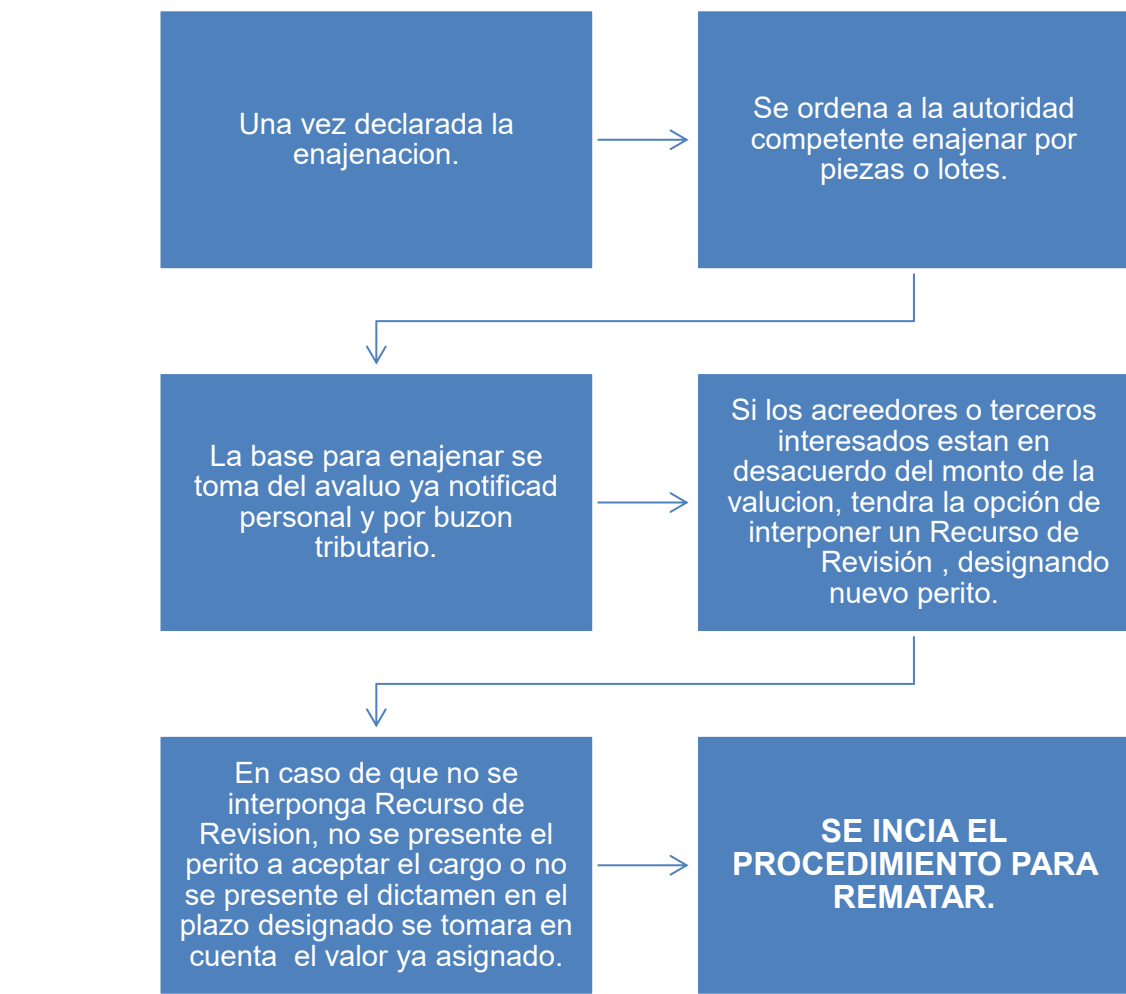 Una vez declarada la
enajenacion.
Se ordena a la autoridad
competente enajenar por
piezas o lotes.
La base para enajenar se
toma del avaluo ya notificad
personal y por buzon
tributario.
Si los acreedores o terceros
interesados estan en
desacuerdo del monto de la
valucion, tendra la opción de
interponer un Recurso de
Revisión , designando
nuevo perito.
En caso de que no se
interponga Recurso de
Revision, no se presente el
perito a aceptar el cargo o no
se presente el dictamen en el
plazo designado se tomara en
cuenta  el valor ya asignado.
SE INCIA EL
PROCEDIMIENTO PARA
REMATAR.